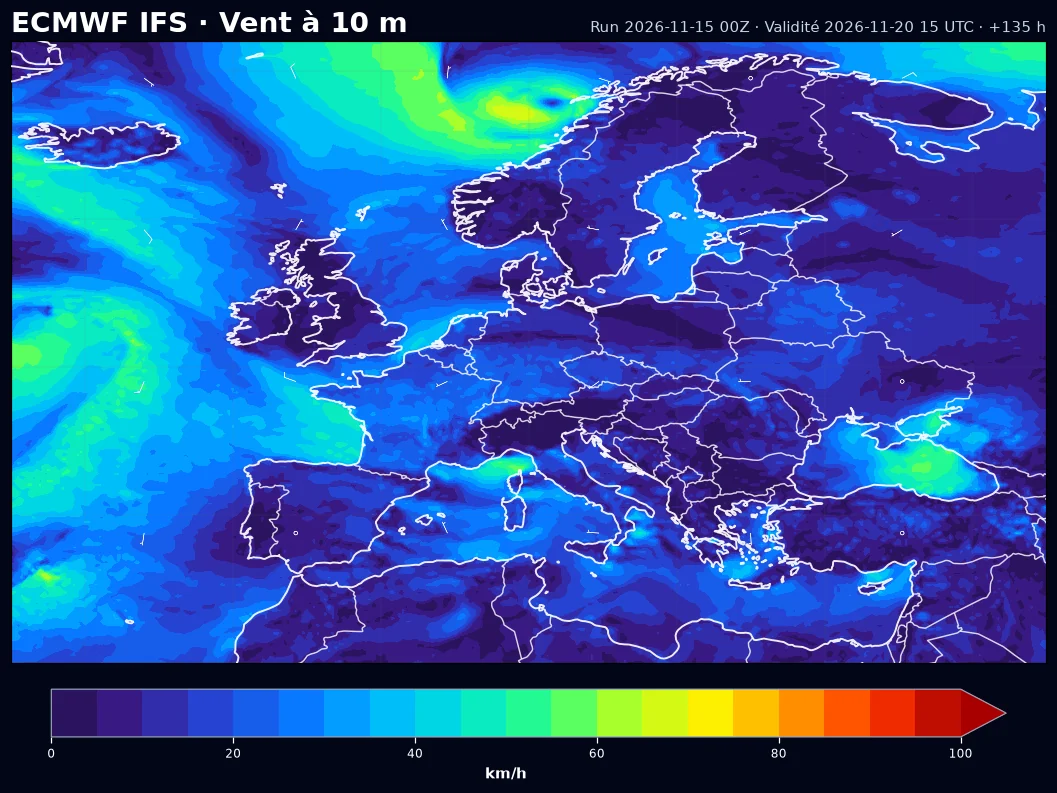 ECMWF IFS · Vent à 10 m
Run 2026-11-15 00Z · Validité 2026-11-20 15 UTC · +135 h
0 20 40 60 80 100
km/h